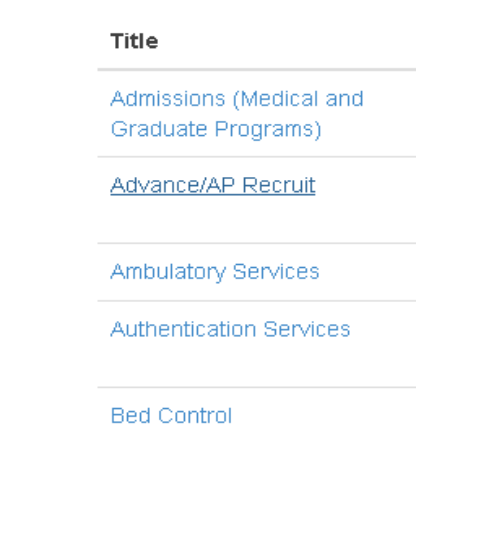 Title
Admissions (Medical and
Graduate Programs)
Advance/AP Recruit
Ambulatory Services
Authentication Services
Bed Control